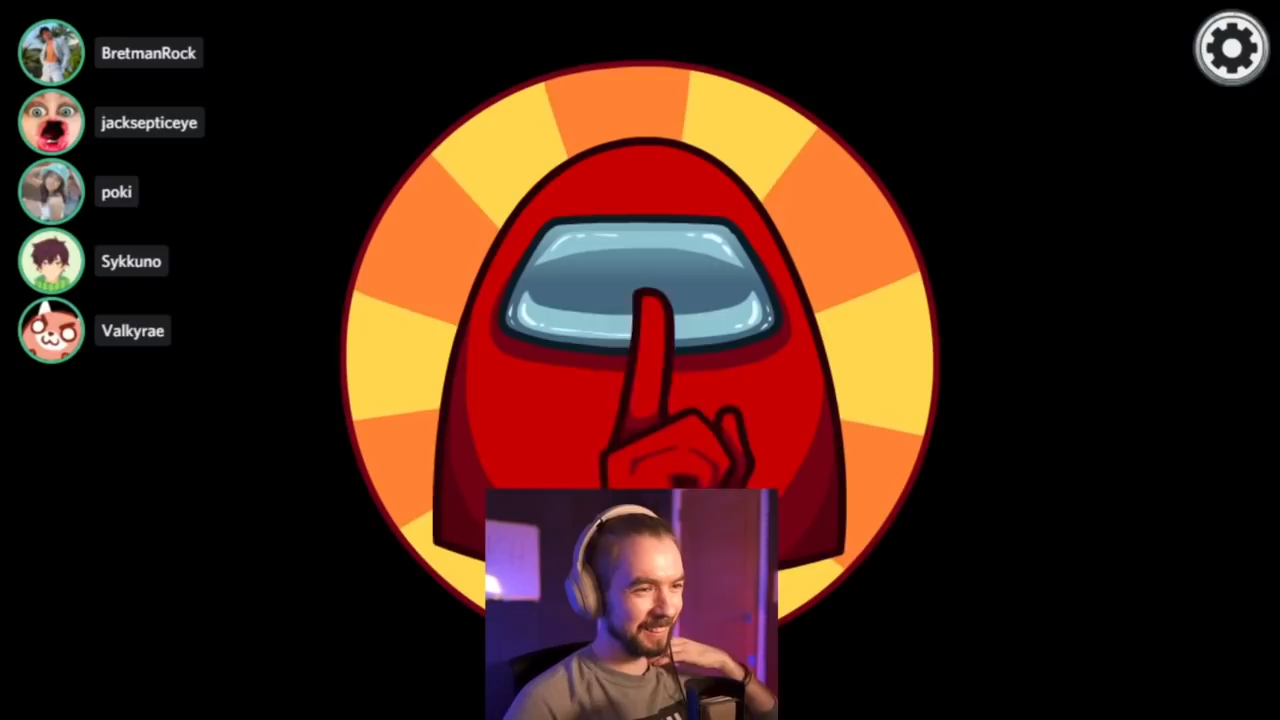 BretmanRock
jacksepticeye
poki
Sykkuno
Valkyrae